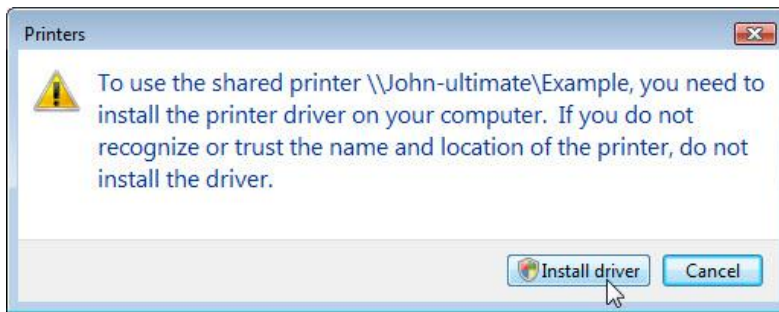 Printers
To use the shared printer \\John-ultimate\Example, you need to
install the printer driver on your computer.  If you do not
recognize or trust the name and location of the printer, do not
install the driver.
Install driver
Cancel